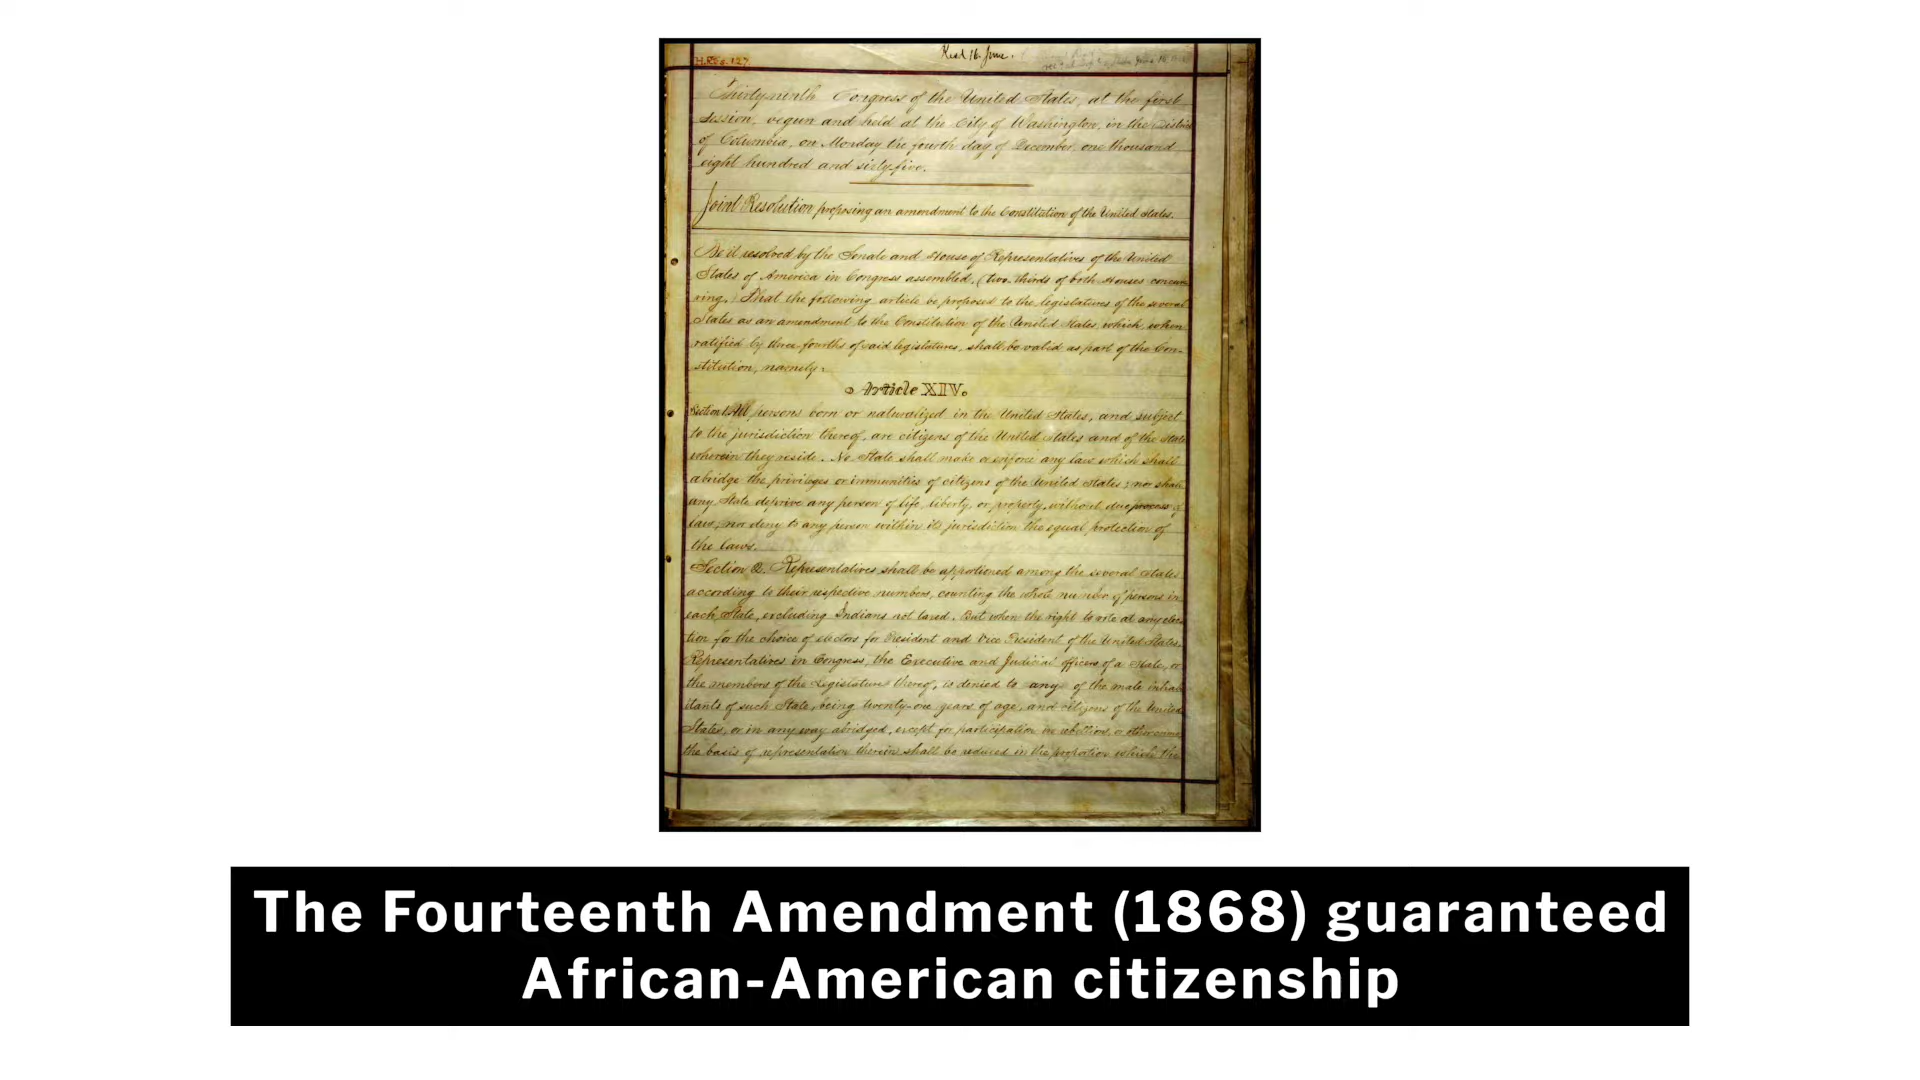 H.Res. 127.
Recd 16 June.
Thirty-ninth Congress of the United States, at the first
session, begun and held at the City of Washington, in the District
of Columbia, on Monday the fourth day of December, one thousand
eight hundred and sixty-five.
Joint Resolution proposing an amendment to the Constitution of the United States.
Be it resolved by the Senate and House of Representatives of the United
States of America in Congress assembled, (two-thirds of both Houses concur-
ring,) That the following article be proposed to the legislatures of the several
States as an amendment to the Constitution of the United States, which, when
ratified by three-fourths of said legislatures, shall be valid as part of the Con-
stitution, namely:
Article XIV.
Section 1. All persons born or naturalized in the United States, and subject
to the jurisdiction thereof, are citizens of the United States and of the State
wherein they reside. No State shall make or enforce any law which shall
abridge the privileges or immunities of citizens of the United States; nor shall
any State deprive any person of life, liberty, or property, without due process of
law; nor deny to any person within its jurisdiction the equal protection of
the laws.
Section 2. Representatives shall be apportioned among the several States
according to their respective numbers, counting the whole number of persons in
each State, excluding Indians not taxed. But when the right to vote at any elec-
tion for the choice of electors for President and Vice President of the United States,
Representatives in Congress, the Executive and Judicial officers of a State, or
the members of the Legislature thereof, is denied to any of the male inhab-
itants of such State, being twenty-one years of age, and citizens of the United
States, or in any way abridged, except for participation in rebellion, or other crime,
the basis of representation therein shall be reduced in the proportion which the
The Fourteenth Amendment (1868) guaranteed
African-American citizenship